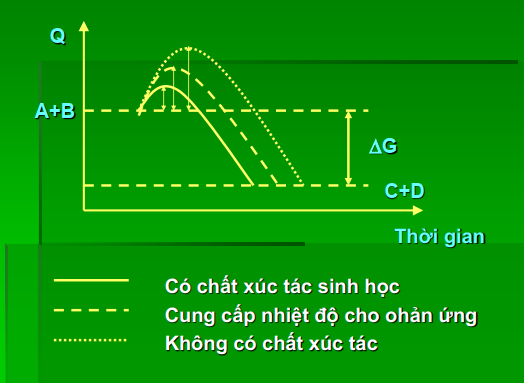 Q
A+B
ΔG
C+D
Thời gian
Có chất xúc tác sinh học
Cung cấp nhiệt độ cho ohản ứng
Không có chất xúc tác